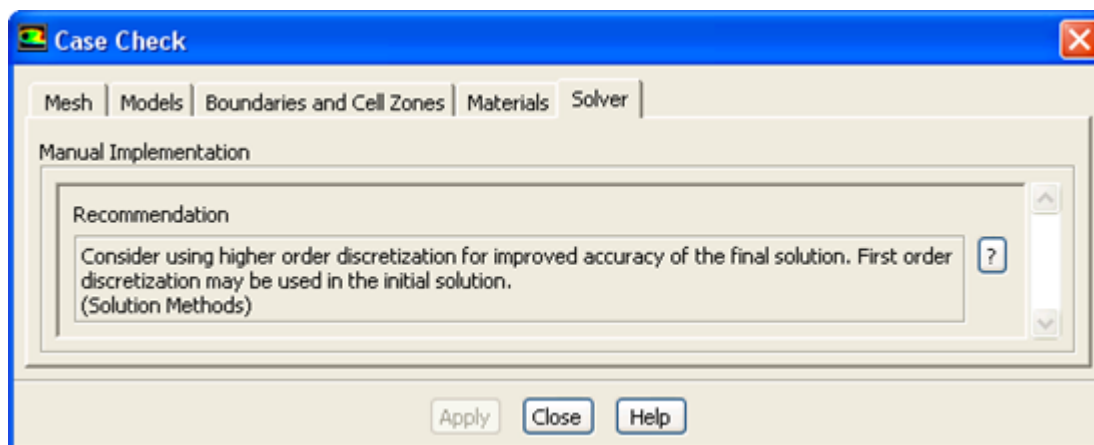 Case Check
Mesh Models Boundaries and Cell Zones Materials Solver
Manual Implementation
Recommendation
Consider using higher order discretization for improved accuracy of the final solution. First order
?
discretization may be used in the initial solution.
(Solution Methods)
Apply Close Help